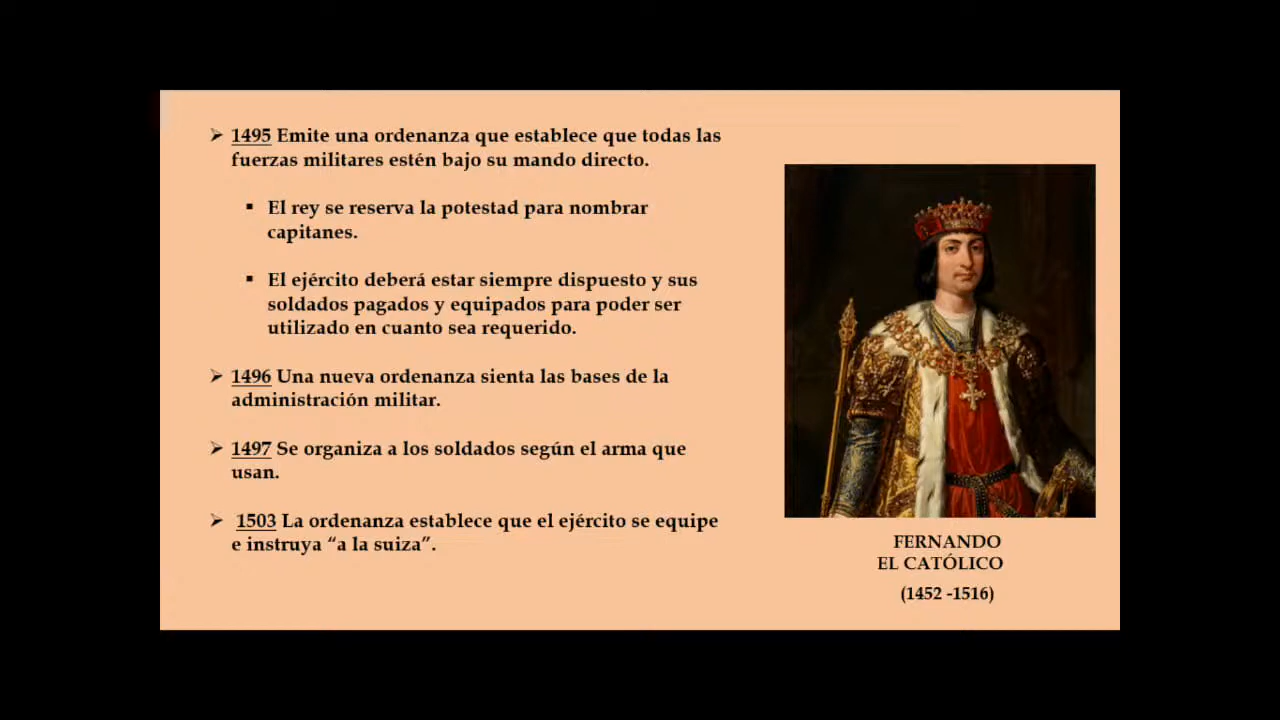 1495 Emite una ordenanza que establece que todas las
fuerzas militares estén bajo su mando directo.
El rey se reserva la potestad para nombrar
capitanes.
El ejército deberá estar siempre dispuesto y sus
soldados pagados y equipados para poder ser
utilizado en cuanto sea requerido.
1496 Una nueva ordenanza sienta las bases de la
administración militar.
1497 Se organiza a los soldados según el arma que
usan.
1503 La ordenanza establece que el ejército se equipe
e instruya “a la suiza”.
FERNANDO
EL CATÓLICO
(1452 -1516)